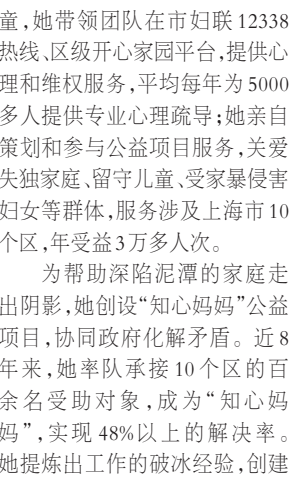 童,她带领团队在市妇联12338
热线、区级开心家园平台,提供心
理和维权服务,平均每年为5000
多人提供专业心理疏导;她亲自
策划和参与公益项目服务,关爱
失独家庭、留守儿童、受家暴侵害
妇女等群体,服务涉及上海市10
个区,年受益3万多人次。
为帮助深陷泥潭的家庭走
出阴影,她创设“知心妈妈”公益
项目,协同政府化解矛盾。近8
年来,她率队承接10个区的百
余名受助对象,成为“知心妈
妈”,实现48%以上的解决率。
她提炼出工作的破冰经验,创建